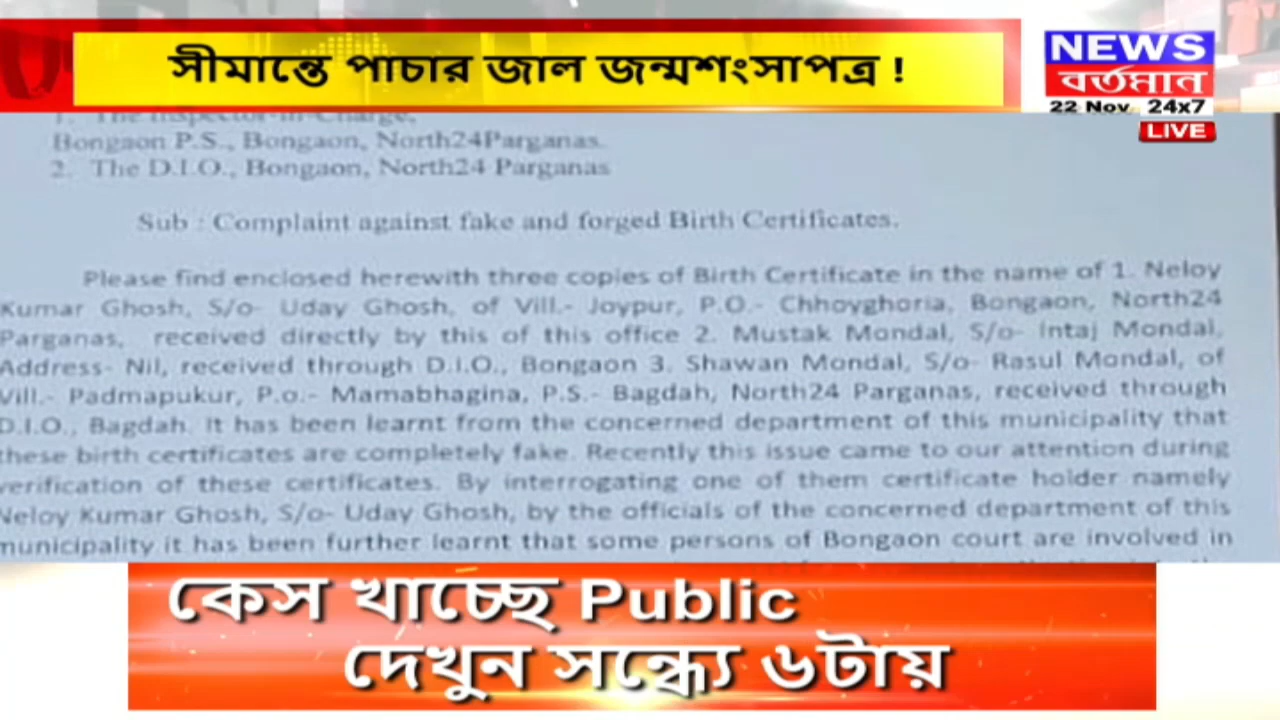 সীমান্তে পাচার জাল জন্মশংসাপত্র !
NEWS
বর্তমান
22 Nov 24x7
LIVE
1. The Inspector-in-Charge,
Bongaon P.S., Bongaon, North24Parganas.
2. The D.I.O., Bongaon, North24 Parganas
Sub : Complaint against fake and forged Birth Certificates.
Please find enclosed herewith three copies of Birth Certificate in the name of 1. Neloy
Kumar Ghosh, S/o- Uday Ghosh, of Vill.- Joypur, P.O.- Chhoyghoria, Bongaon, North24
Parganas, received directly by this of this office 2. Mustak Mondal, S/o- Intaj Mondal,
Address- Nil, received through D.I.O., Bongaon 3. Shawan Mondal, S/o- Rasul Mondal, of
Vill.- Padmapukur, P.o.- Mamabhagina, P.S.- Bagdah, North24 Parganas, received through
D.I.O., Bagdah. It has been learnt from the concerned department of this municipality that
these birth certificates are completely fake. Recently this issue came to our attention during
verification of these certificates. By interrogating one of them certificate holder namely
Neloy Kumar Ghosh, S/o- Uday Ghosh, by the officials of the concerned department of this
municipality it has been further learnt that some persons of Bongaon court are involved in
কেস খাচ্ছে Public
দেখুন সন্ধ্যে ৬টায়